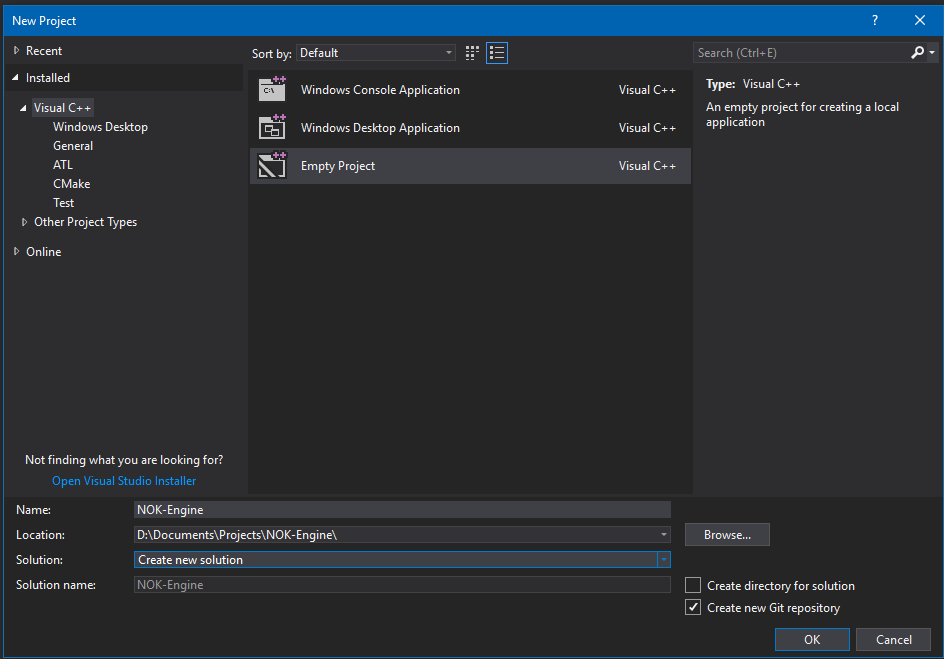 New Project
?
Recent
Installed
Visual C++
Windows Desktop
General
ATL
CMake
Test
Other Project Types
Online
Not finding what you are looking for?
Open Visual Studio Installer
Sort by: Default
Windows Console Application Visual C++
Windows Desktop Application Visual C++
Empty Project Visual C++
Search (Ctrl+E)
Type: Visual C++
An empty project for creating a local
application
Name: NOK-Engine
Location: D:\Documents\Projects\NOK-Engine\ Browse...
Solution: Create new solution
Solution name: NOK-Engine
Create directory for solution
Create new Git repository
OK Cancel